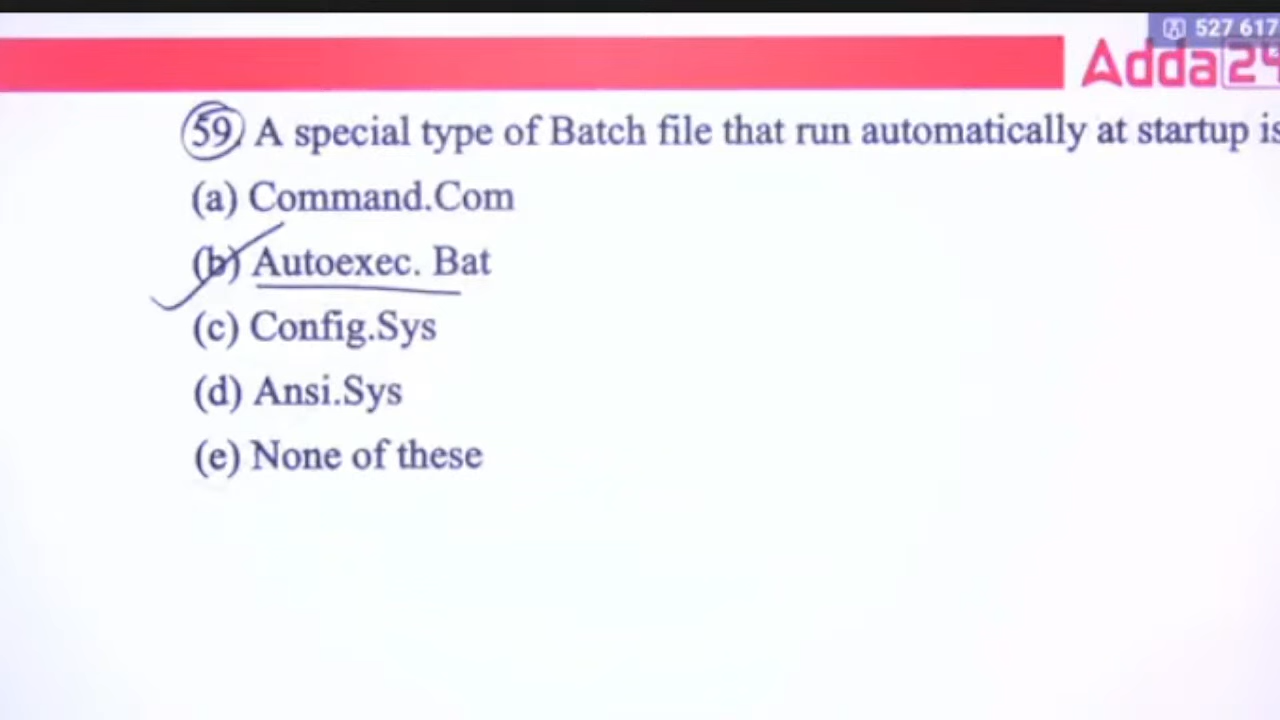 527 617
Adda24
59. A special type of Batch file that run automatically at startup is
(a) Command.Com
(b) Autoexec. Bat
(c) Config.Sys
(d) Ansi.Sys
(e) None of these